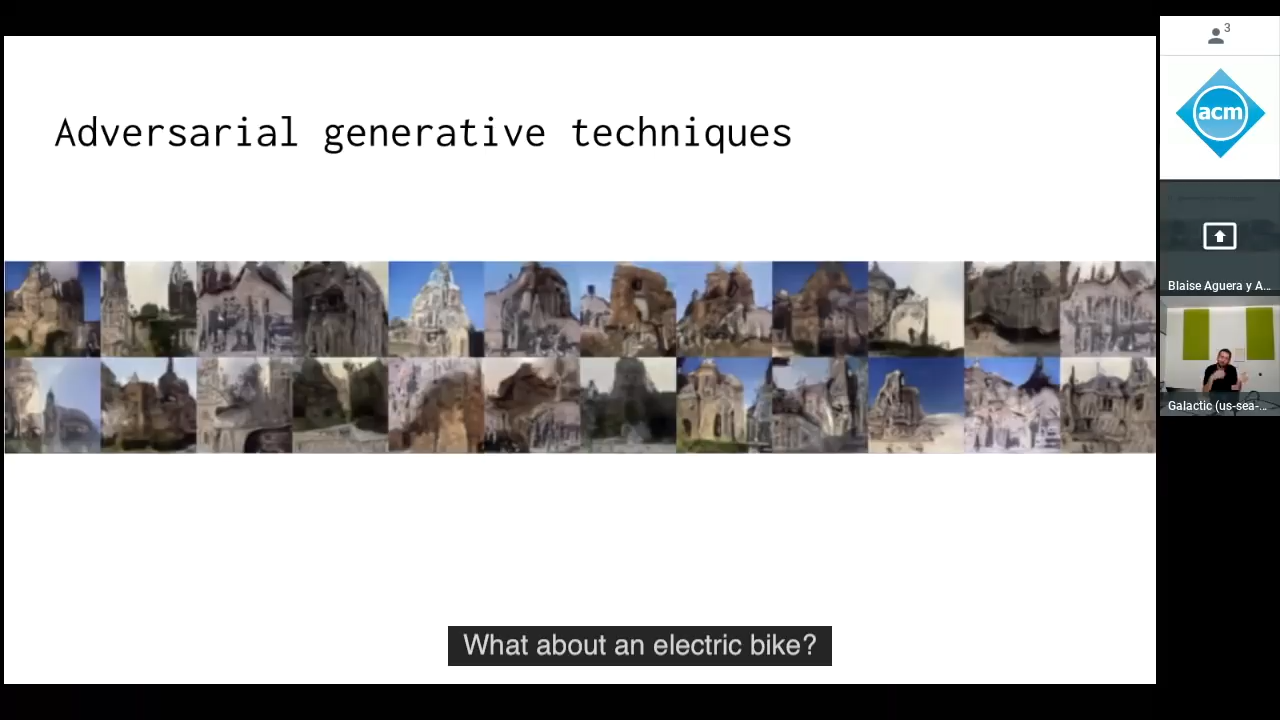 Adversarial generative techniques
3
acm
Blaise Aguera y A...
Galactic (us-sea-...
What about an electric bike?